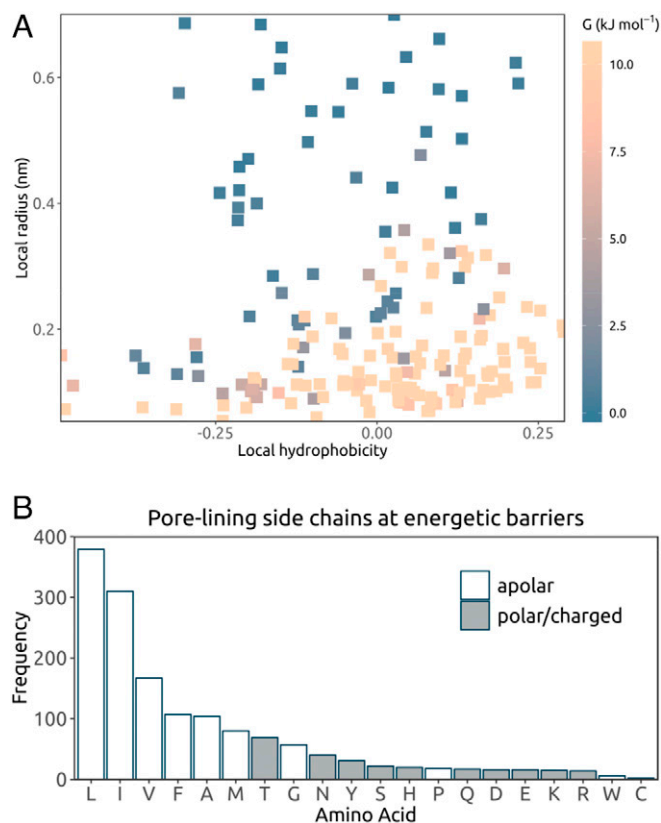 A
G (kJ mol⁻¹)
Local radius (nm)
0.6
0.4
0.2
-0.25
0.00
0.25
Local hydrophobicity
10.0
7.5
5.0
2.5
0.0
B
Pore-lining side chains at energetic barriers
Frequency
400
300
200
100
0
apolar
polar/charged
L I V F A M T G N Y S H P Q D E K R W C
Amino Acid